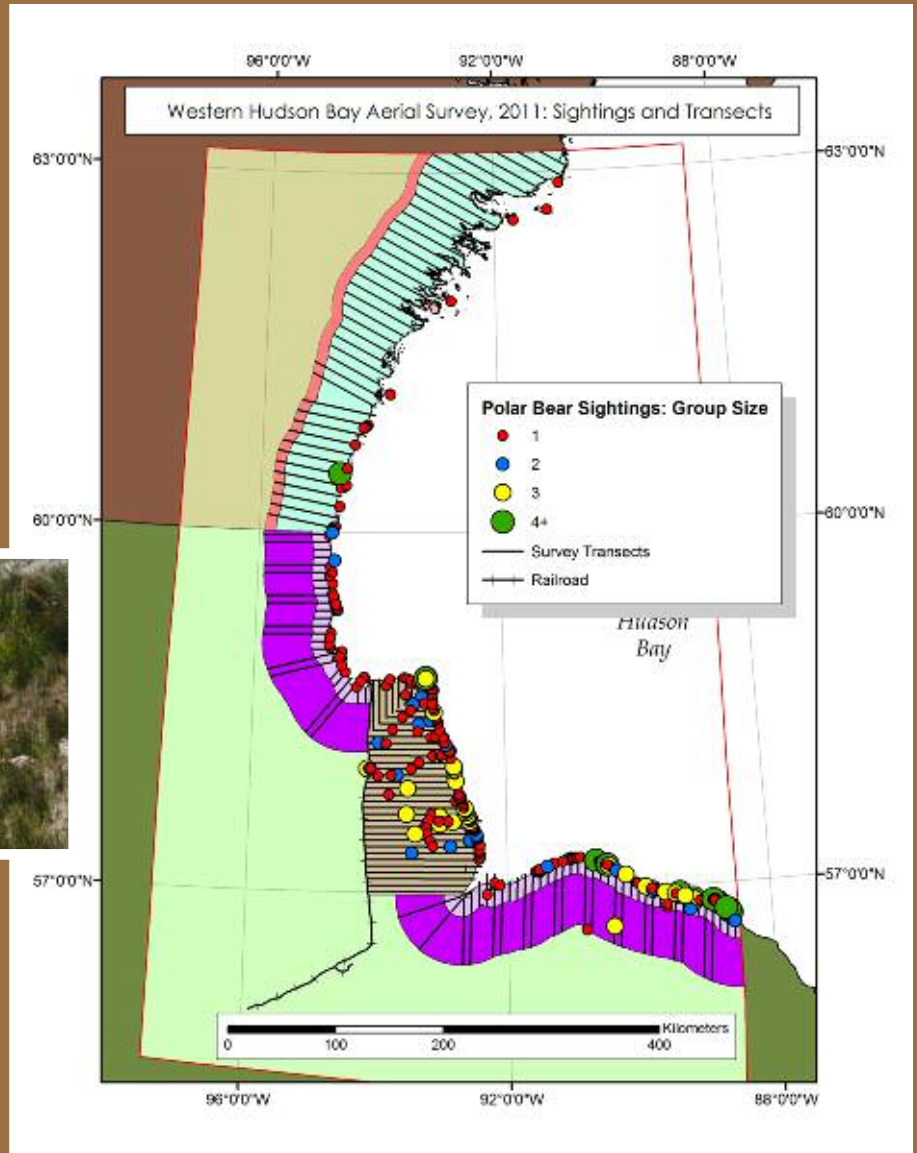 96°0'0"W 92°0'0"W 88°0'0"W
Western Hudson Bay Aerial Survey, 2011: Sightings and Transects
63°0'0"N 63°0'0"N
Polar Bear Sightings: Group Size
1
2
3
4+
Survey Transects
Railroad
60°0'0"N 60°0'0"N
Hudson
Bay
57°0'0"N 57°0'0"N
Kilometers
0 100 200 400
96°0'0"W 92°0'0"W 88°0'0"W